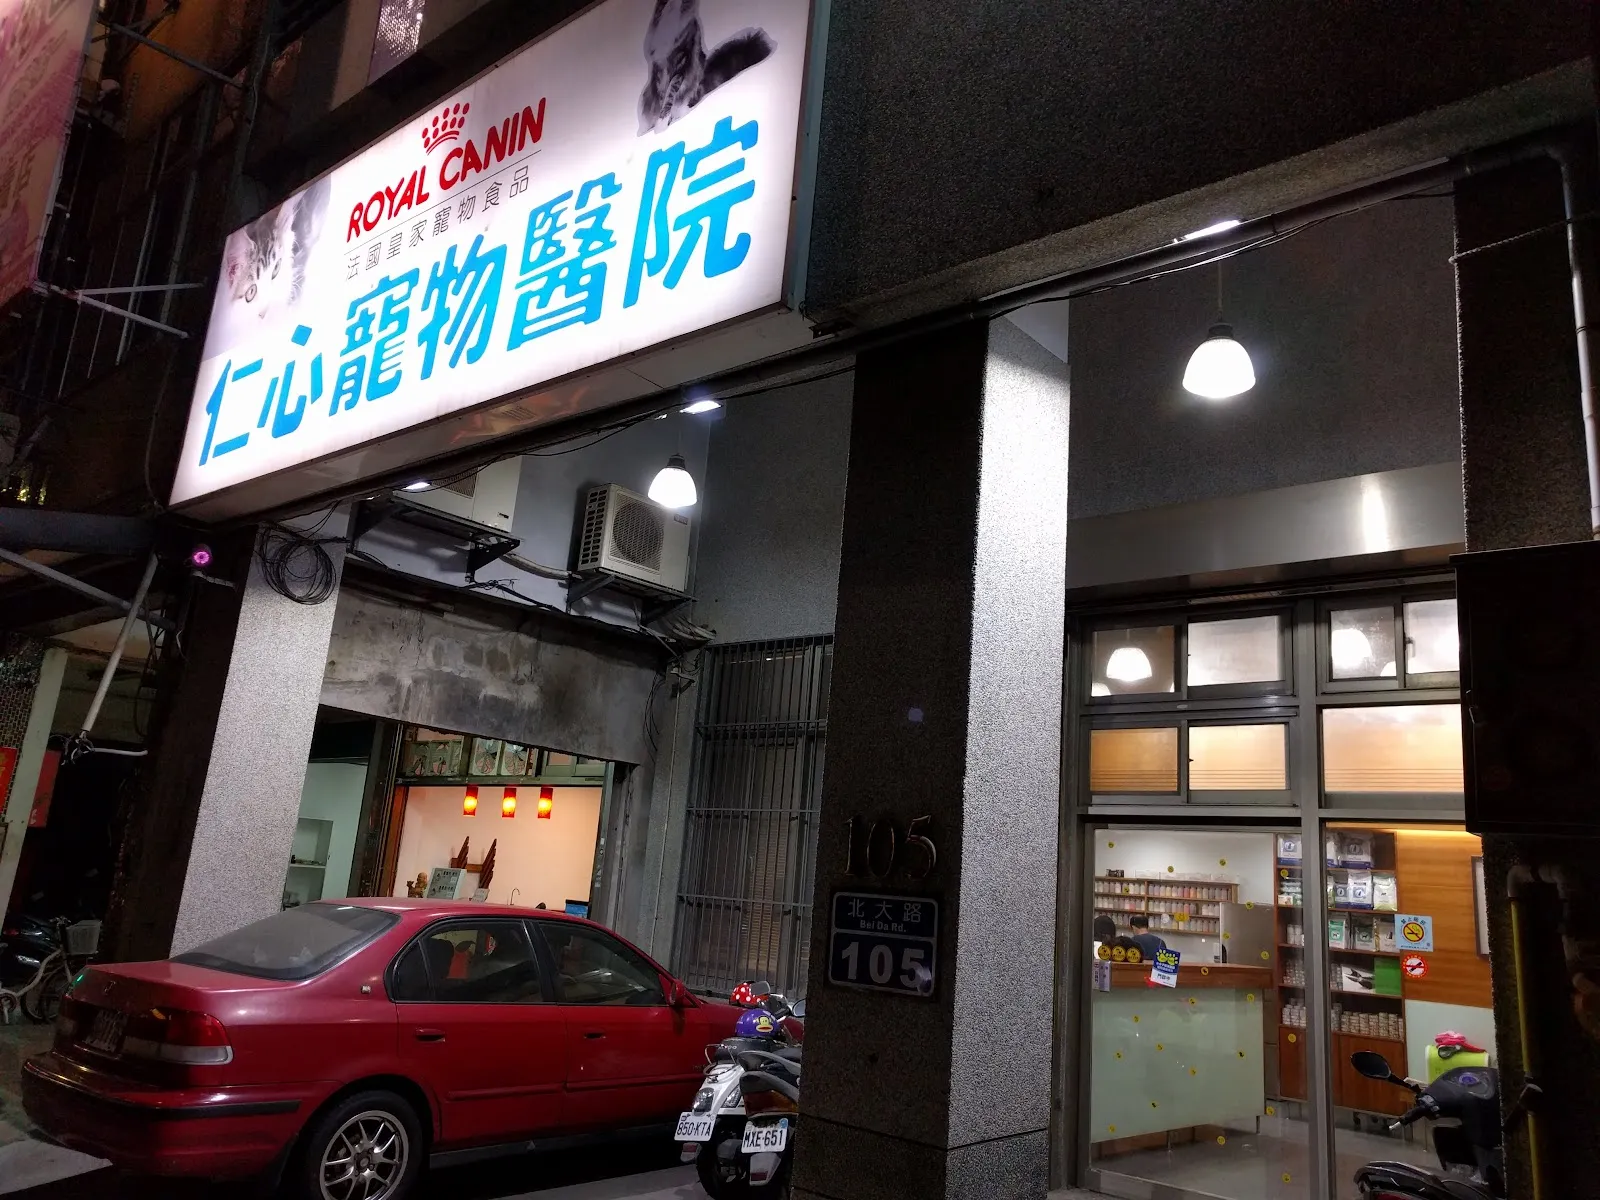 ROYAL CANIN
法國皇家寵物食品
仁心寵物醫院
105
北大路
Bei Da Rd.
105
850-KTA
MXE-651